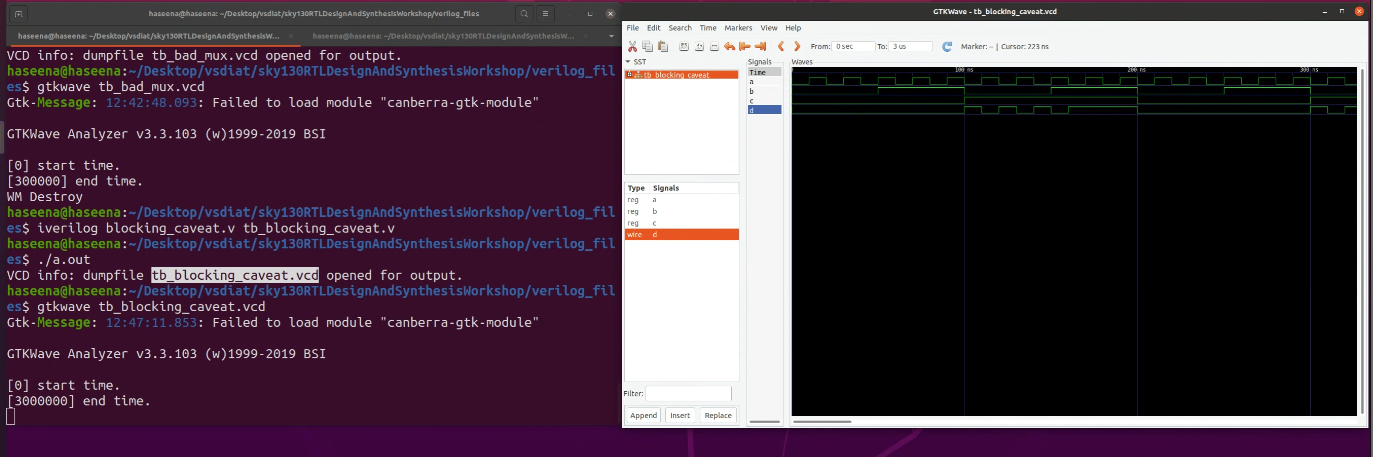 haseena@haseena: ~/Desktop/vsdiat/sky130RTLDesignAndSynthesisWorkshop/verilog_files
haseena@haseena: ~/Desktop/vsdiat/sky130RTLDesignAndSynthesisW... × haseena@haseena: ~/Desktop/vsdiat/sky130RTLDesignAndSynthesisW... ×
VCD info: dumpfile tb_bad_mux.vcd opened for output.
haseena@haseena:~/Desktop/vsdiat/sky130RTLDesignAndSynthesisWorkshop/verilog_fil
es$ gtkwave tb_bad_mux.vcd
Gtk-Message: 12:42:48.093: Failed to load module "canberra-gtk-module"
GTKWave Analyzer v3.3.103 (w)1999-2019 BSI
[0] start time.
[300000] end time.
WM Destroy
haseena@haseena:~/Desktop/vsdiat/sky130RTLDesignAndSynthesisWorkshop/verilog_fil
es$ iverilog blocking_caveat.v tb_blocking_caveat.v
haseena@haseena:~/Desktop/vsdiat/sky130RTLDesignAndSynthesisWorkshop/verilog_fil
es$ ./a.out
VCD info: dumpfile tb_blocking_caveat.vcd opened for output.
haseena@haseena:~/Desktop/vsdiat/sky130RTLDesignAndSynthesisWorkshop/verilog_fil
es$ gtkwave tb_blocking_caveat.vcd
Gtk-Message: 12:47:11.853: Failed to load module "canberra-gtk-module"
GTKWave Analyzer v3.3.103 (w)1999-2019 BSI
[0] start time.
[3000000] end time.
GTKWave - tb_blocking_caveat.vcd
File Edit Search Time Markers View Help
From: 0 sec To: 3 us Marker: -- | Cursor: 223 ns
SST
tb_blocking_caveat
Type Signals
reg a
reg b
reg c
wire d
Filter:
Append Insert Replace
Signals
Time
a
b
c
d
Waves
100 ns 200 ns 300 ns